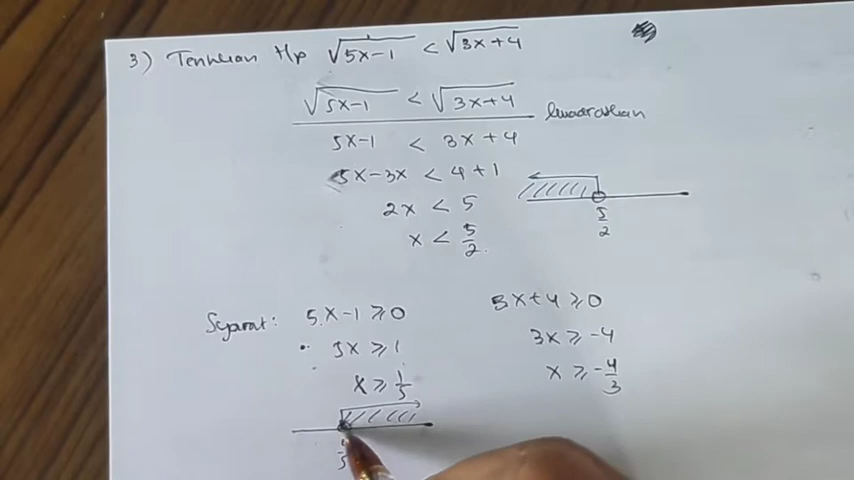 3) Tentukan Hp √5x-1 < √3x+4
√5x-1 < √3x+4 kuadratkan
5x-1 < 3x+4
5x-3x < 4+1
2x < 5
x < 5/2
5/2
Syarat: 5x-1 ≥ 0 3x+4 ≥ 0
5x ≥ 1 3x ≥ -4
x ≥ 1/5 x ≥ -4/3